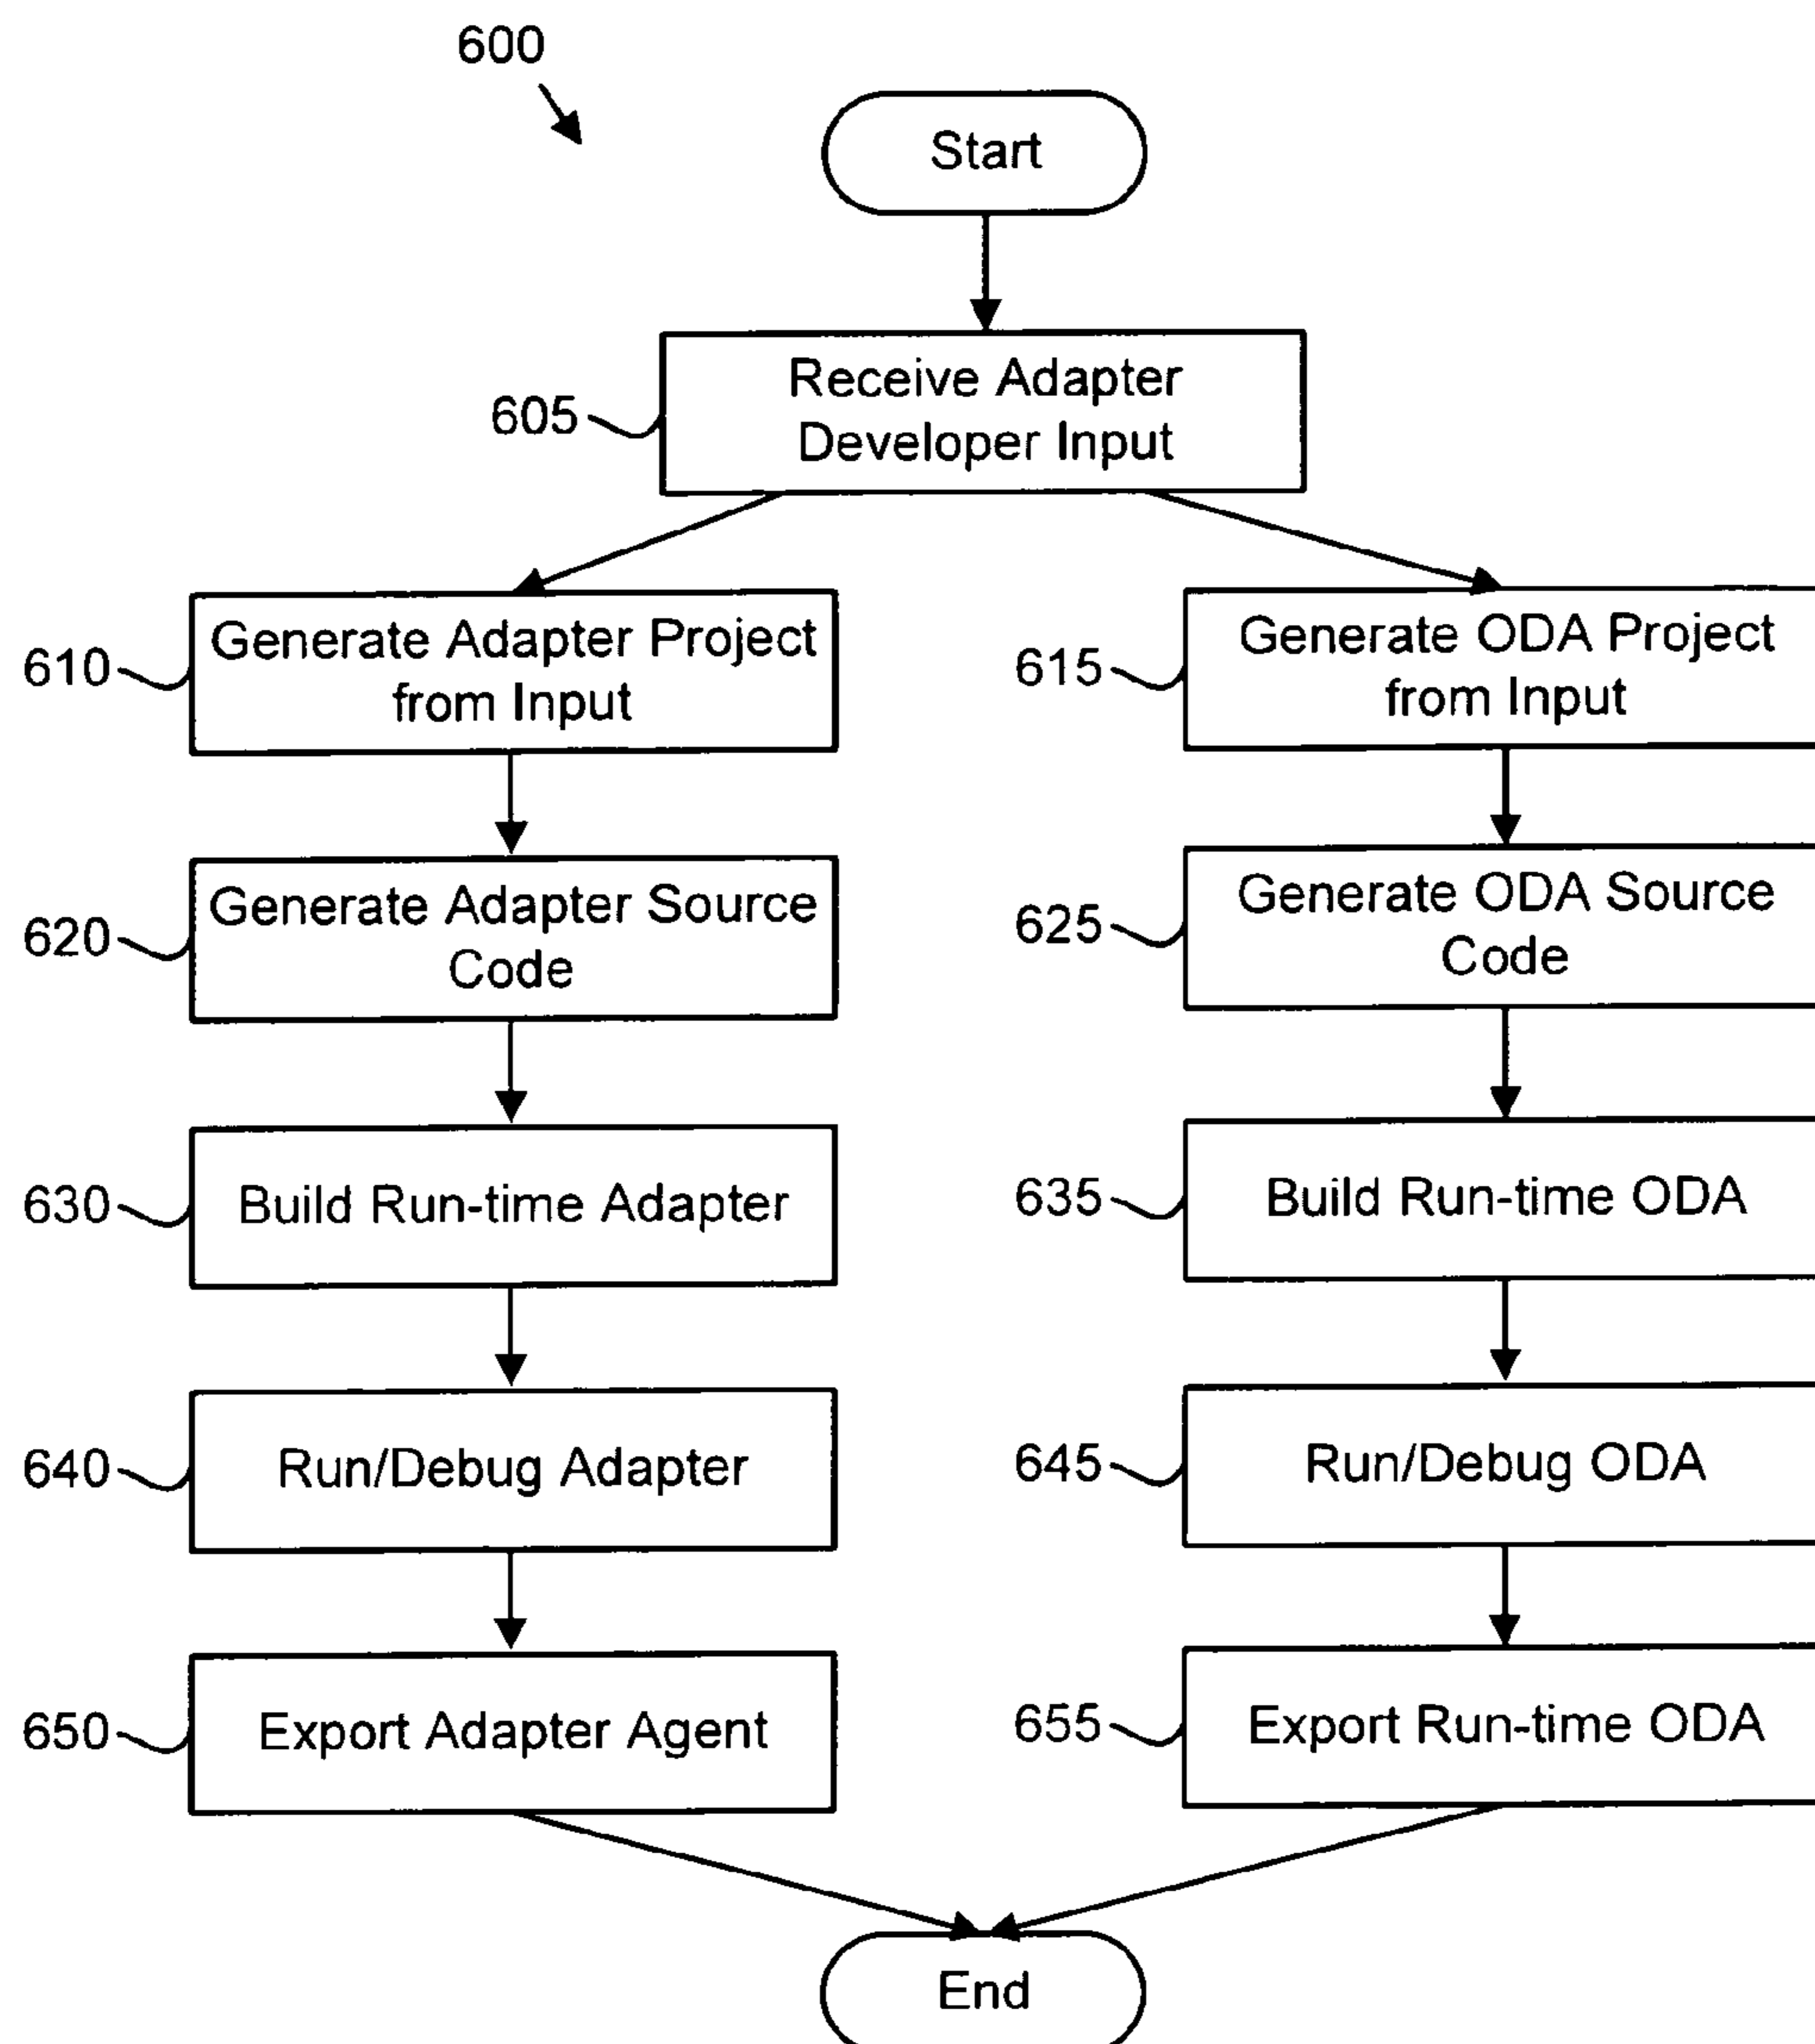 600
Start
605
Receive Adapter
Developer Input
610
Generate Adapter Project
from Input
615
Generate ODA Project
from Input
620
Generate Adapter Source
Code
625
Generate ODA Source
Code
630
Build Run-time Adapter
635
Build Run-time ODA
640
Run/Debug Adapter
645
Run/Debug ODA
650
Export Adapter Agent
655
Export Run-time ODA
End